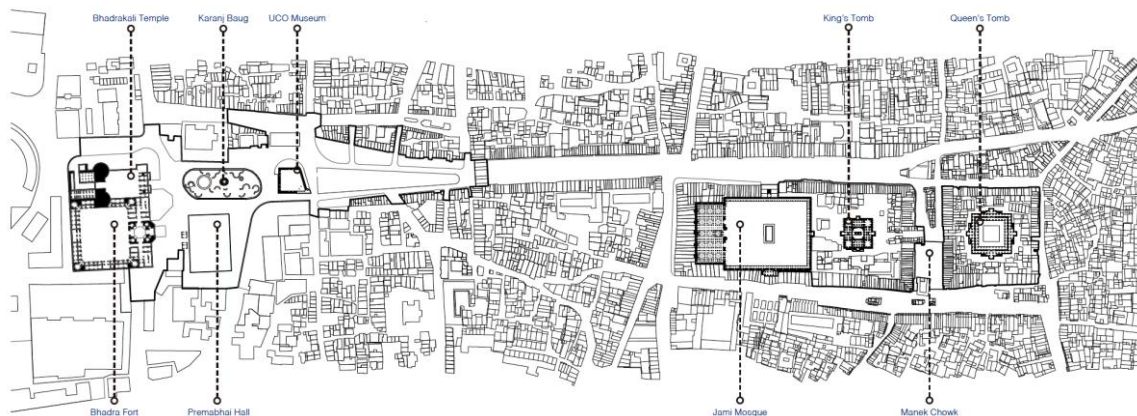 Bhadrakali Temple
Karanj Baug
UCO Museum
King's Tomb
Queen's Tomb
Bhadra Fort
Premabhai Hall
Jami Mosque
Manek Chowk